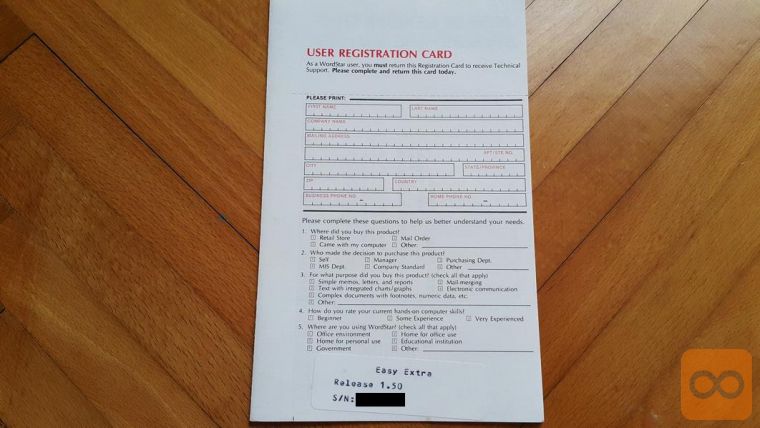 USER REGISTRATION CARD
As a WordStar user, you must return this Registration Card to receive Technical
Support. Please complete and return this card today.
PLEASE PRINT:
FIRST NAME LAST NAME
COMPANY NAME
MAILING ADDRESS
APT/STE NO.
CITY STATE/PROVINCE
ZIP COUNTRY
BUSINESS PHONE NO. HOME PHONE NO.
Please complete these questions to help us better understand your needs.
1. Where did you buy this product?
Retail Store Mail Order
Came with my computer Other:
2. Who made the decision to purchase this product?
Self Manager Purchasing Dept.
MIS Dept. Company Standard Other
3. For what purpose did you buy this product? (check all that apply)
Simple memos, letters, and reports Mail-merging
Text with integrated charts/graphs Electronic communication
Complex documents with footnotes, numeric data, etc.
Other:
4. How do you rate your current hands-on computer skills?
Beginner Some Experience Very Experienced
5. Where are you using WordStar? (check all that apply)
Office environment Home for office use
Home for personal use Educational institution
Government Other:
Easy Extra
Release 1.50
S/N: